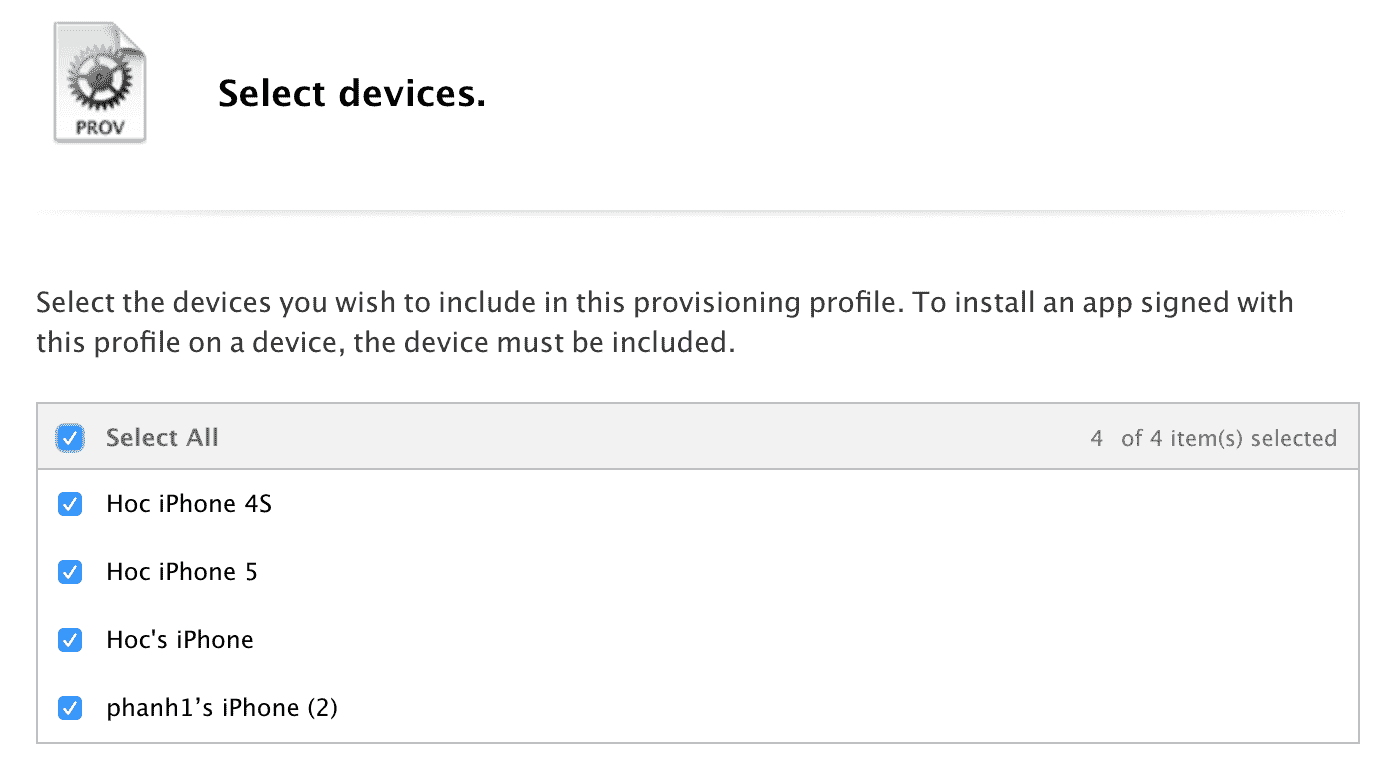 PROV
Select devices.
Select the devices you wish to include in this provisioning profile. To install an app signed with
this profile on a device, the device must be included.
Select All 4 of 4 item(s) selected
Hoc iPhone 4S
Hoc iPhone 5
Hoc's iPhone
phanh1’s iPhone (2)